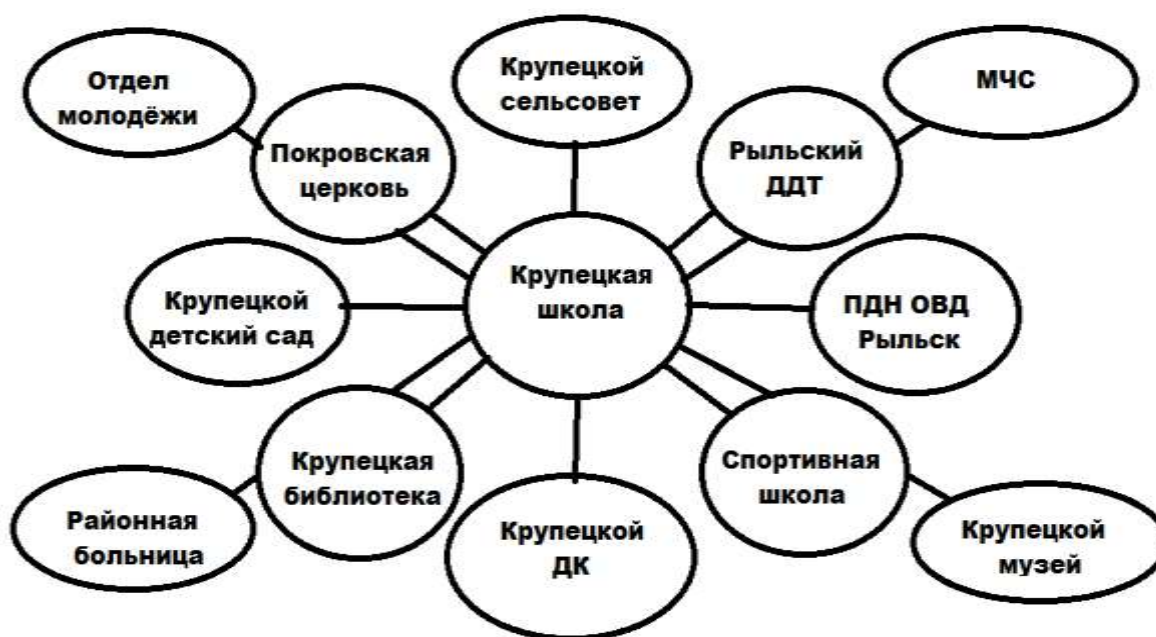 Отдел
молодёжи
Покровская
церковь
Крупецкой
сельсовет
Рыльский
ДДТ
МЧС
Крупецкой
детский сад
Крупецкая
школа
ПДН ОВД
Рыльск
Районная
больница
Крупецкая
библиотека
Крупецкой
ДК
Спортивная
школа
Крупецкой
музей